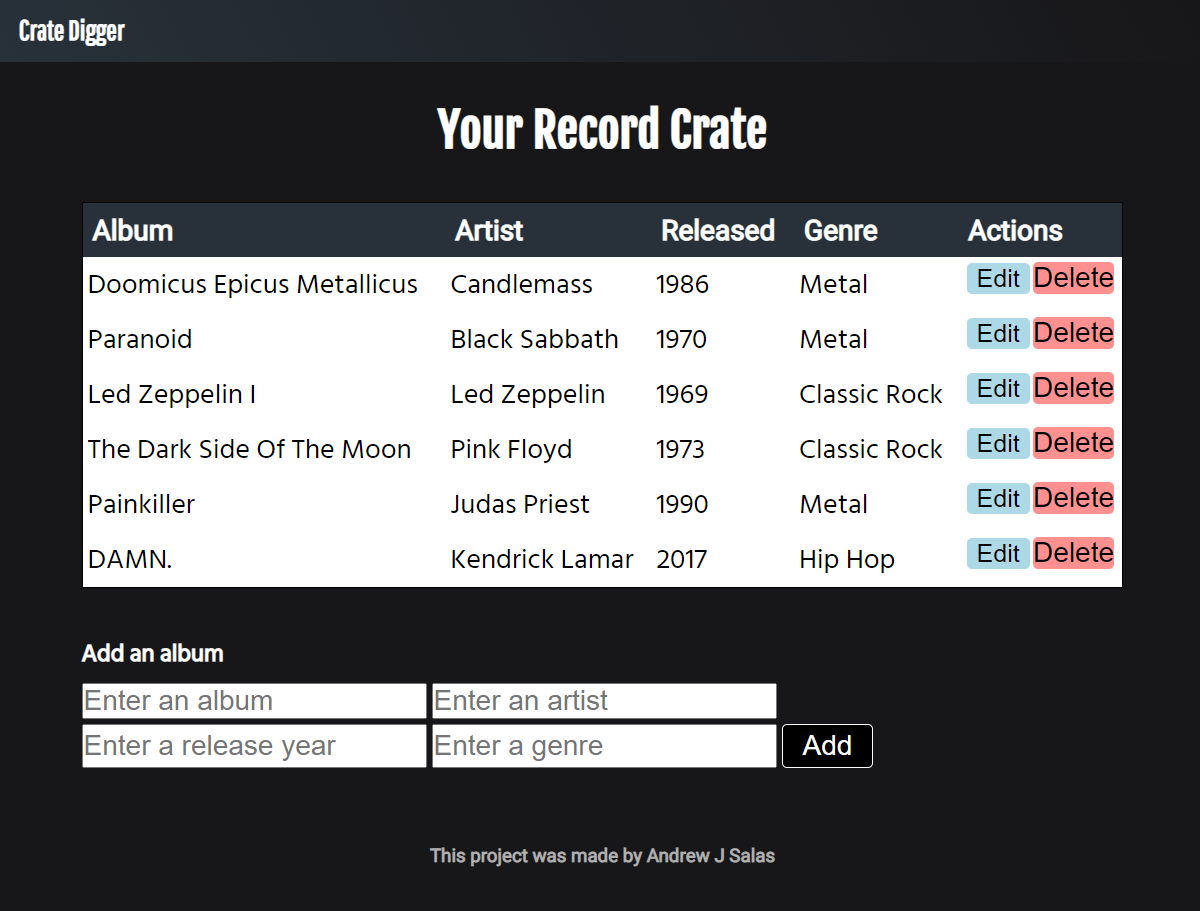 Crate Digger
Your Record Crate
Album Artist Released Genre Actions
Doomicus Epicus Metallicus Candlemass 1986 Metal Edit Delete
Paranoid Black Sabbath 1970 Metal Edit Delete
Led Zeppelin I Led Zeppelin 1969 Classic Rock Edit Delete
The Dark Side Of The Moon Pink Floyd 1973 Classic Rock Edit Delete
Painkiller Judas Priest 1990 Metal Edit Delete
DAMN. Kendrick Lamar 2017 Hip Hop Edit Delete
Add an album
Enter an album Enter an artist
Enter a release year Enter a genre Add
This project was made by Andrew J Salas